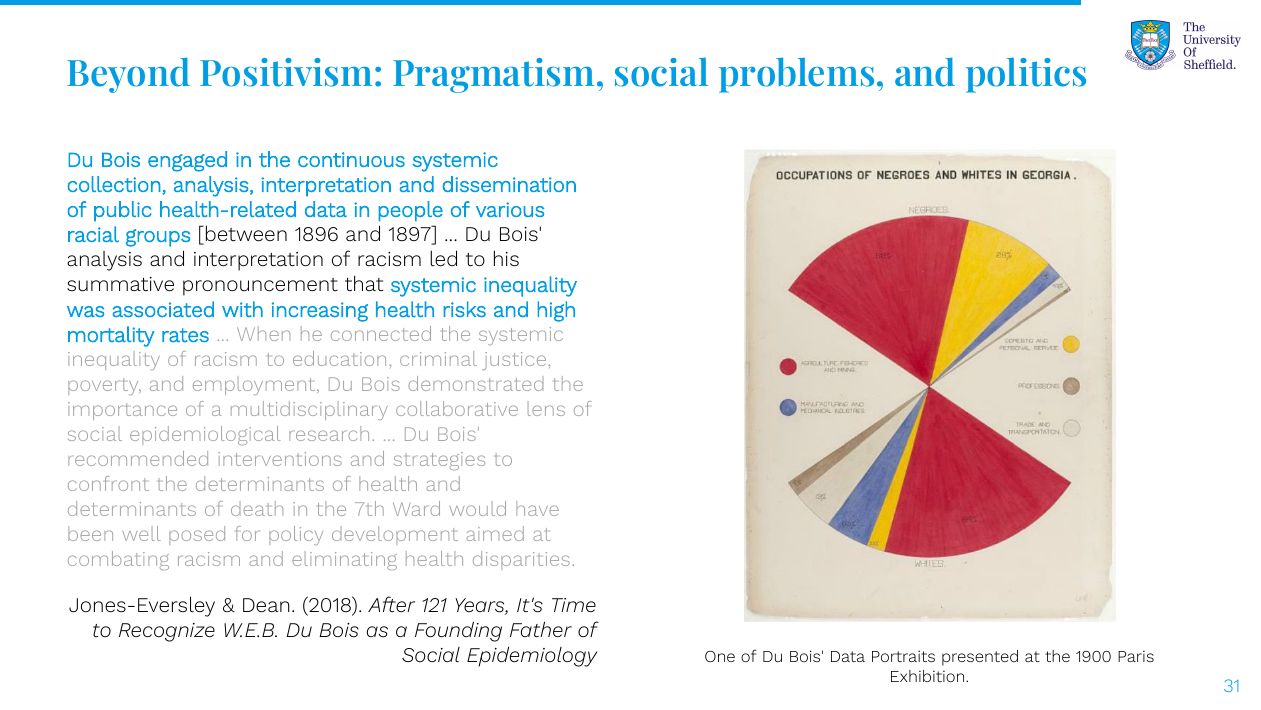 The
University
Of
Sheffield.
Beyond Positivism: Pragmatism, social problems, and politics
Du Bois engaged in the continuous systemic
collection, analysis, interpretation and dissemination
of public health-related data in people of various
racial groups [between 1896 and 1897] ... Du Bois'
analysis and interpretation of racism led to his
summative pronouncement that systemic inequality
was associated with increasing health risks and high
mortality rates ... When he connected the systemic
inequality of racism to education, criminal justice,
poverty, and employment, Du Bois demonstrated the
importance of a multidisciplinary collaborative lens of
social epidemiological research. ... Du Bois'
recommended interventions and strategies to
confront the determinants of health and
determinants of death in the 7th Ward would have
been well posed for policy development aimed at
combating racism and eliminating health disparities.
Jones-Eversley & Dean. (2018). After 121 Years, It's Time
to Recognize W.E.B. Du Bois as a Founding Father of
Social Epidemiology
OCCUPATIONS OF NEGROES AND WHITES IN GEORGIA.
NEGROES.
AGRICULTURE, FISHERIES
AND MINING.
MANUFACTURING AND
MECHANICAL INDUSTRIES.
DOMESTIC AND
PERSONAL SERVICE.
PROFESSIONS.
TRADE AND
TRANSPORTATION.
WHITES.
One of Du Bois' Data Portraits presented at the 1900 Paris
Exhibition.
31